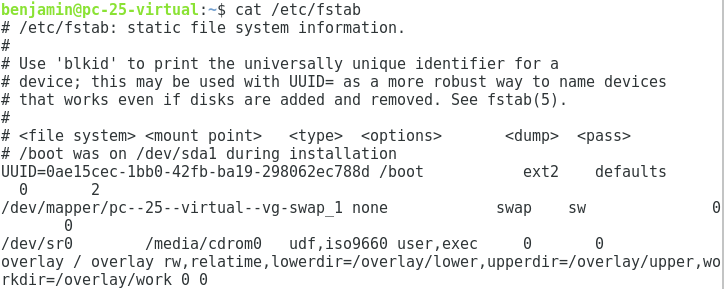 benjamin@pc-25-virtual:~$ cat /etc/fstab
# /etc/fstab: static file system information.
#
# Use 'blkid' to print the universally unique identifier for a
# device; this may be used with UUID= as a more robust way to name devices
# that works even if disks are added and removed. See fstab(5).
#
# <file system> <mount point>   <type>  <options>       <dump>  <pass>
# /boot was on /dev/sda1 during installation
UUID=0ae15cec-1bb0-42fb-ba19-298062ec788d /boot           ext2    defaults
  0       2
/dev/mapper/pc--25--virtual--vg-swap_1 none            swap    sw              0
       0
/dev/sr0        /media/cdrom0   udf,iso9660 user,exec     0       0
overlay / overlay rw,relatime,lowerdir=/overlay/lower,upperdir=/overlay/upper,wo
rkdir=/overlay/work 0 0